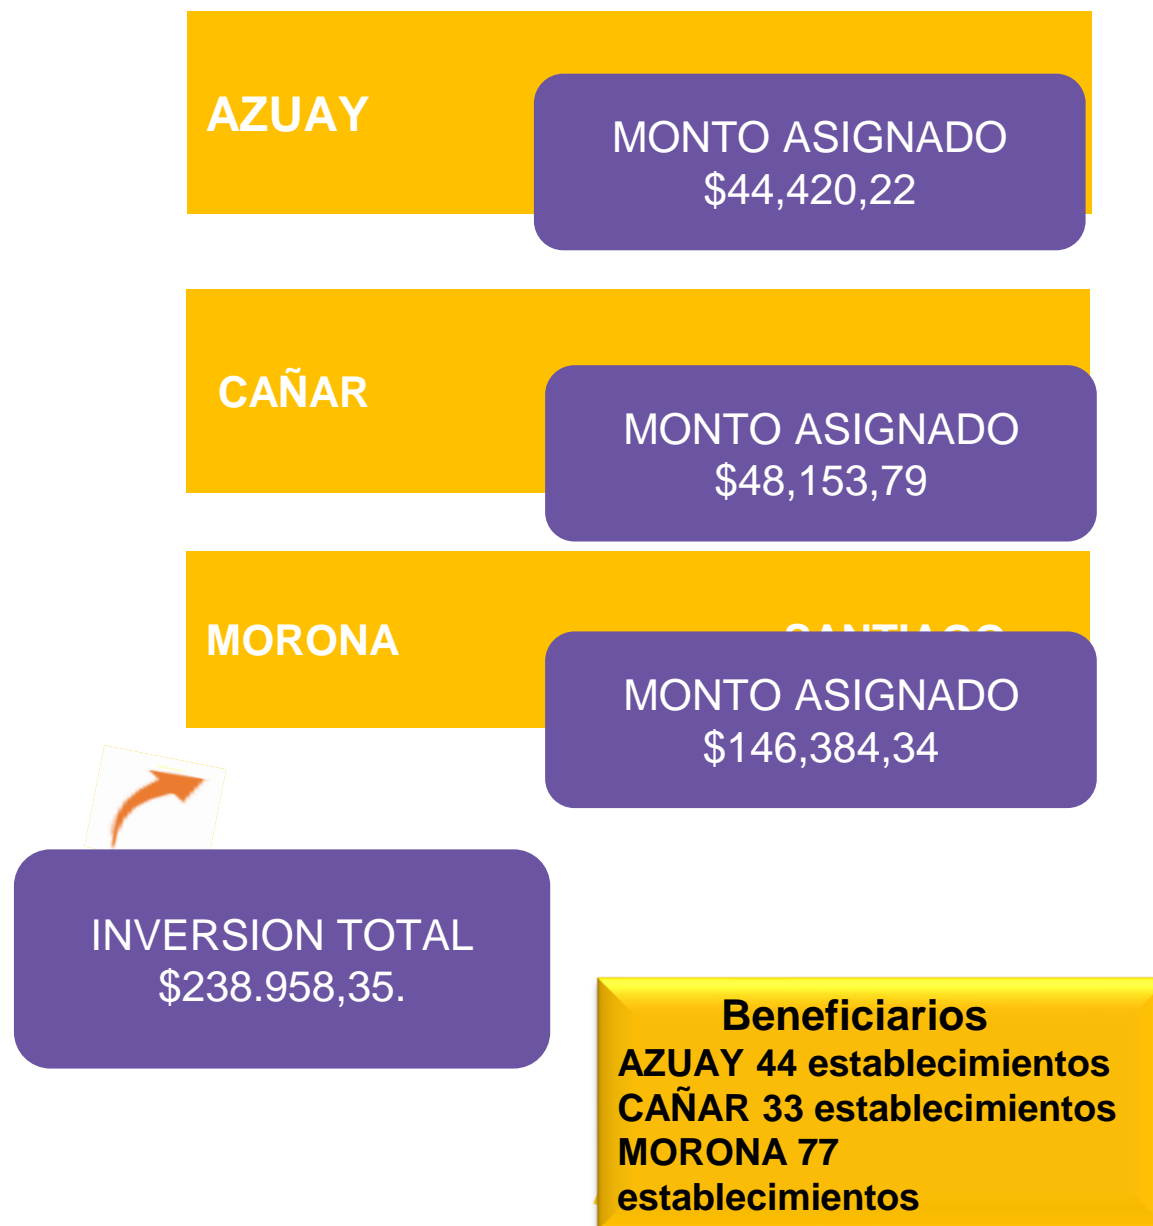 AZUAY
MONTO ASIGNADO
$44,420,22
CAÑAR
MONTO ASIGNADO
$48,153,79
MORONA SANTIAGO
MONTO ASIGNADO
$146,384,34
INVERSION TOTAL
$238.958,35.
Beneficiarios
AZUAY 44 establecimientos
CAÑAR 33 establecimientos
MORONA 77
establecimientos